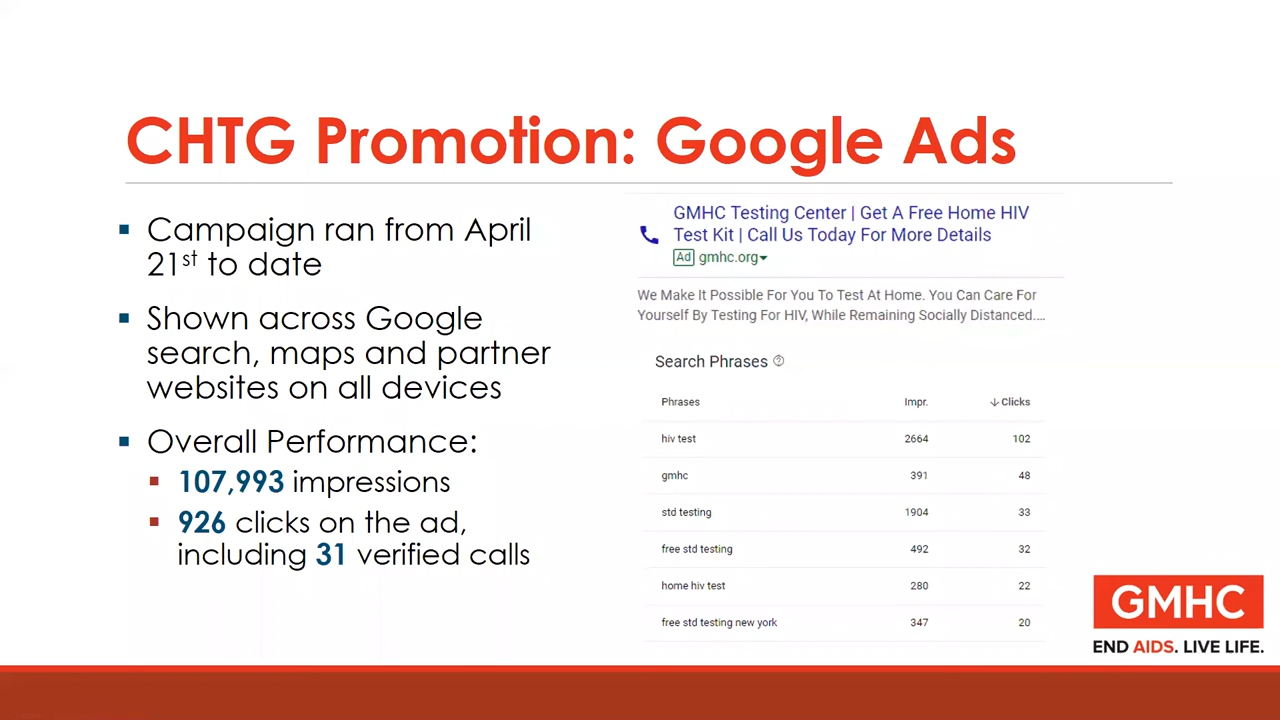 CHTG Promotion: Google Ads
Campaign ran from April
21st to date
Shown across Google
search, maps and partner
websites on all devices
Overall Performance:
107,993 impressions
926 clicks on the ad,
including 31 verified calls
GMHC Testing Center | Get A Free Home HIV
Test Kit | Call Us Today For More Details
Ad gmhc.org
We Make It Possible For You To Test At Home. You Can Care For
Yourself By Testing For HIV, While Remaining Socially Distanced....
Search Phrases
Phrases Impr. Clicks
hiv test 2664 102
gmhc 391 48
std testing 1904 33
free std testing 492 32
home hiv test 280 22
free std testing new york 347 20
GMHC
END AIDS. LIVE LIFE.